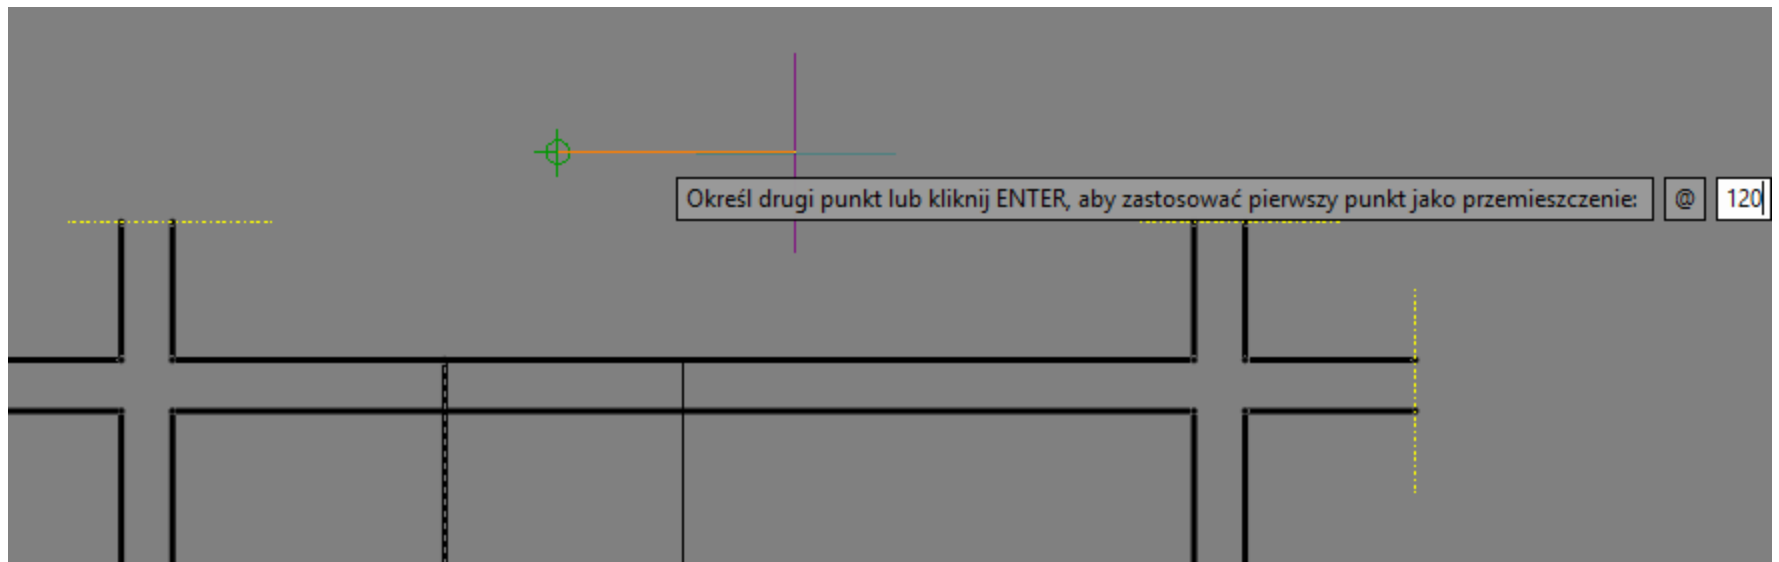 Określ drugi punkt lub kliknij ENTER, aby zastosować pierwszy punkt jako przemieszczenie: @ 120